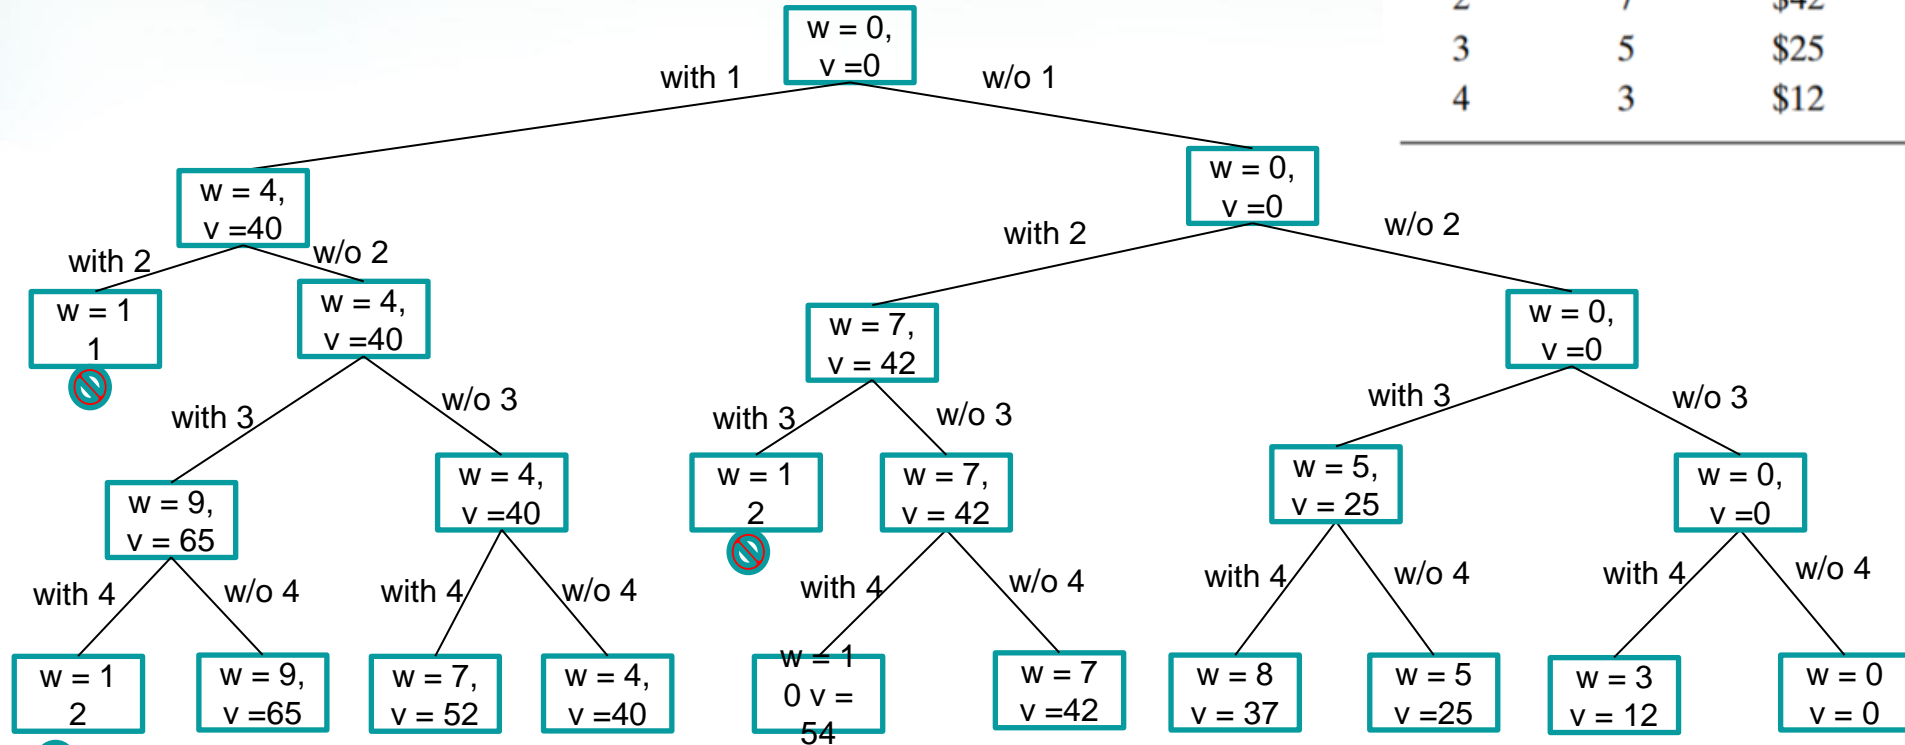 2 7 $42
3 5 $25
4 3 $12
w = 0,
v =0
with 1
w/o 1
w = 4,
v =40
w = 0,
v =0
with 2
w/o 2
with 2
w/o 2
w = 1
1
w = 4,
v =40
w = 7,
v = 42
w = 0,
v =0
with 3
w/o 3
with 3
w/o 3
with 3
w/o 3
w = 9,
v = 65
w = 4,
v =40
w = 1
2
w = 7,
v = 42
w = 5,
v = 25
w = 0,
v =0
with 4
w/o 4
with 4
w/o 4
with 4
w/o 4
with 4
w/o 4
with 4
w/o 4
w = 1
2
w = 9,
v =65
w = 7,
v = 52
w = 4,
v =40
w = 1
0 v =
54
w = 7
v =42
w = 8
v = 37
w = 5
v =25
w = 3
v = 12
w = 0
v = 0